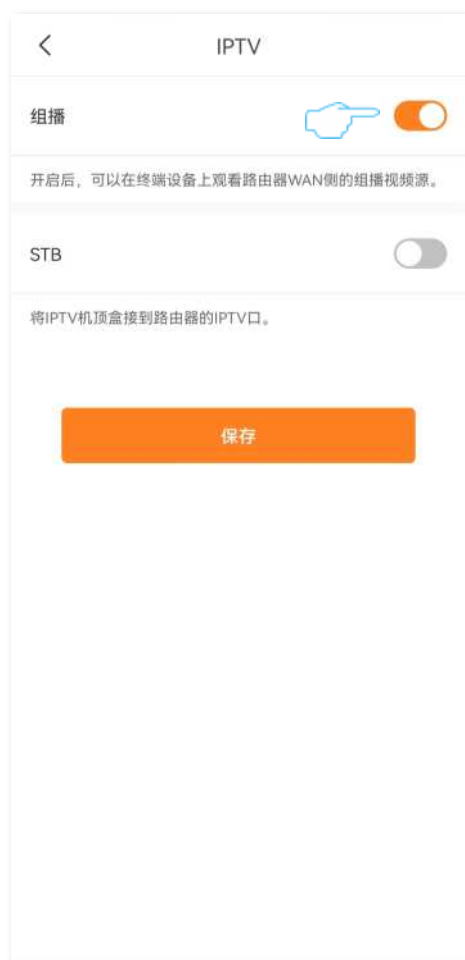 IPTV
组播
开启后，可以在终端设备上观看路由器WAN侧的组播视频源。
STB
将IPTV机顶盒接到路由器的IPTV口。
保存